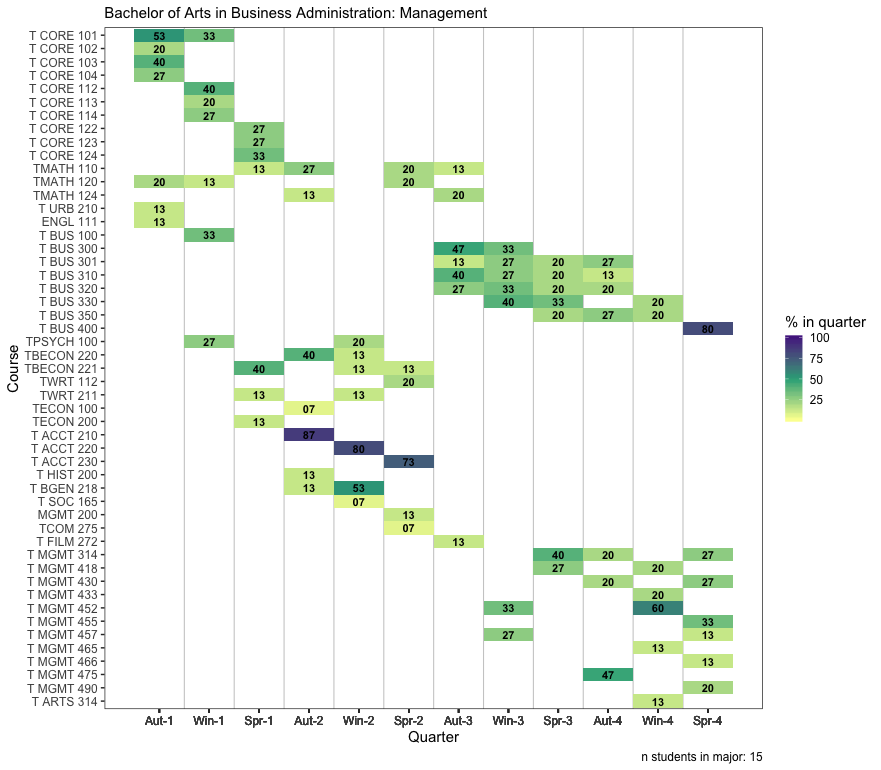 Bachelor of Arts in Business Administration: Management
T CORE 101 53 33
T CORE 102 20
T CORE 103 40
T CORE 104 27
T CORE 112 40
T CORE 113 20
T CORE 114 27
T CORE 122 27
T CORE 123 27
T CORE 124 33
TMATH 110 13 27 20 13
TMATH 120 20 13 20
TMATH 124 13 20
T URB 210 13
ENGL 111 13
T BUS 100 33
T BUS 300 47 33
T BUS 301 13 27 20 27
T BUS 310 40 27 20 13
T BUS 320 27 33 20 20
T BUS 330 40 33 20
T BUS 350 20 27 20
T BUS 400 80
TPSYCH 100 27 20
TBECON 220 40 13
TBECON 221 40 13 13
TWRT 112 20
TWRT 211 13 13
TECON 100 07
TECON 200 13
T ACCT 210 87
T ACCT 220 80
T ACCT 230 73
T HIST 200 13
T BGEN 218 13 53
T SOC 165 07
MGMT 200 13
TCOM 275 07
T FILM 272 13
T MGMT 314 40 20 27
T MGMT 418 27 20
T MGMT 430 20 27
T MGMT 433 20
T MGMT 452 33 60
T MGMT 455 33
T MGMT 457 27 13
T MGMT 465 13
T MGMT 466 13
T MGMT 475 47
T MGMT 490 20
T ARTS 314 13
Course
Aut-1 Win-1 Spr-1 Aut-2 Win-2 Spr-2 Aut-3 Win-3 Spr-3 Aut-4 Win-4 Spr-4
Quarter
% in quarter
100
75
50
25
n students in major: 15